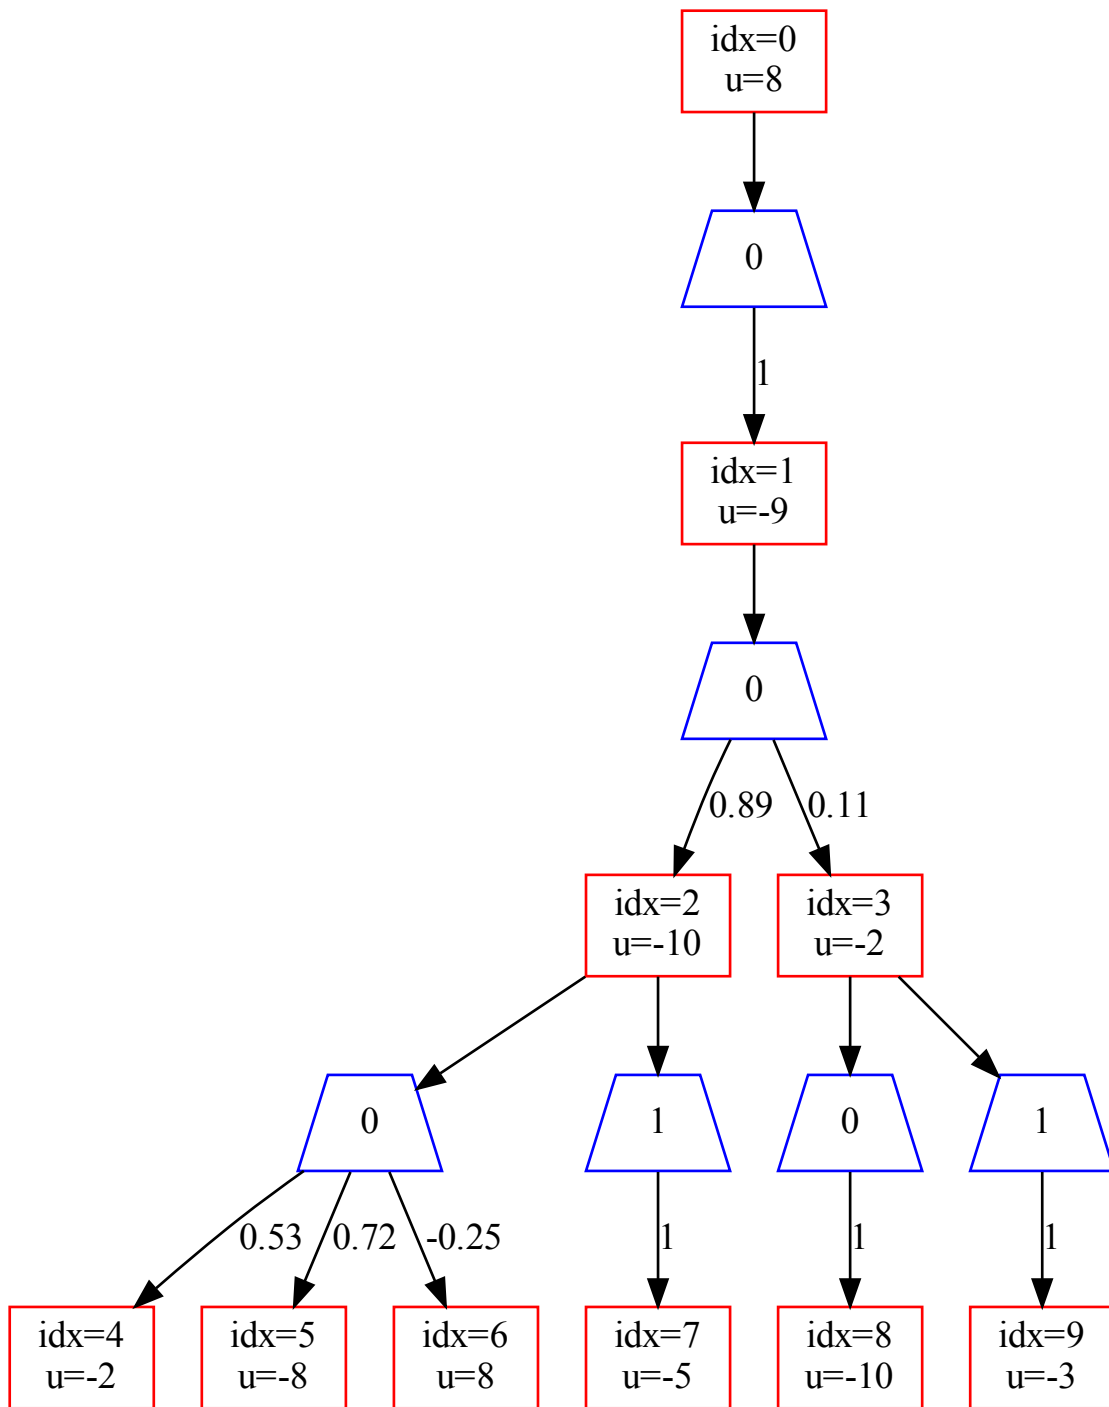 idx=0
u=8
0
1
idx=1
u=-9
0
0.89
0.11
idx=2
u=-10
idx=3
u=-2
0
1
0
1
0.53
0.72
-0.25
1
1
1
idx=4
u=-2
idx=5
u=-8
idx=6
u=8
idx=7
u=-5
idx=8
u=-10
idx=9
u=-3